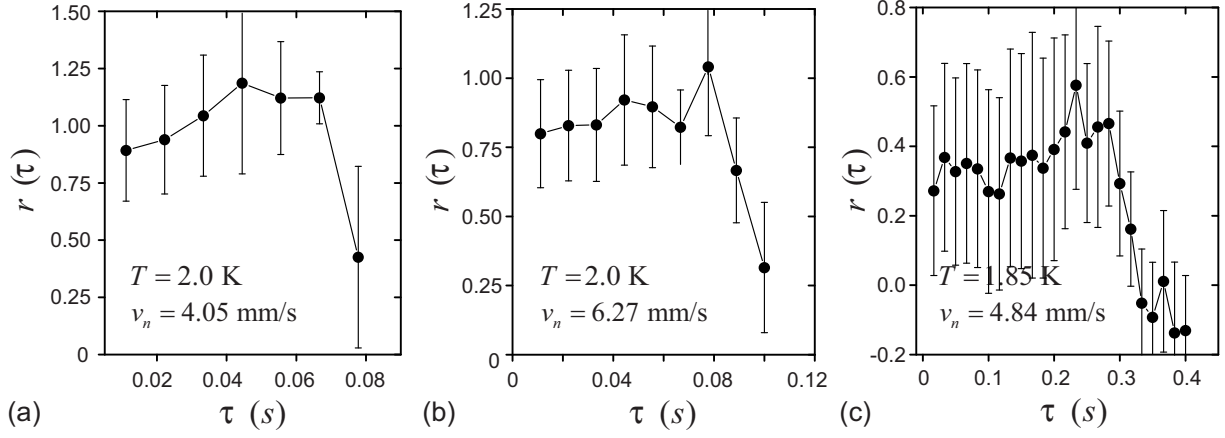 1.50
1.25
1.00
0.75
0.50
0.25
0
r (τ)
T = 2.0 K
v_n = 4.05 mm/s
0.02 0.04 0.06 0.08
(a) τ (s)
1.25
1.00
0.75
0.50
0.25
0
r (τ)
T = 2.0 K
v_n = 6.27 mm/s
0 0.04 0.08 0.12
(b) τ (s)
0.8
0.6
0.4
0.2
0.0
-0.2
r (τ)
T = 1.85 K
v_n = 4.84 mm/s
0 0.1 0.2 0.3 0.4
(c) τ (s)